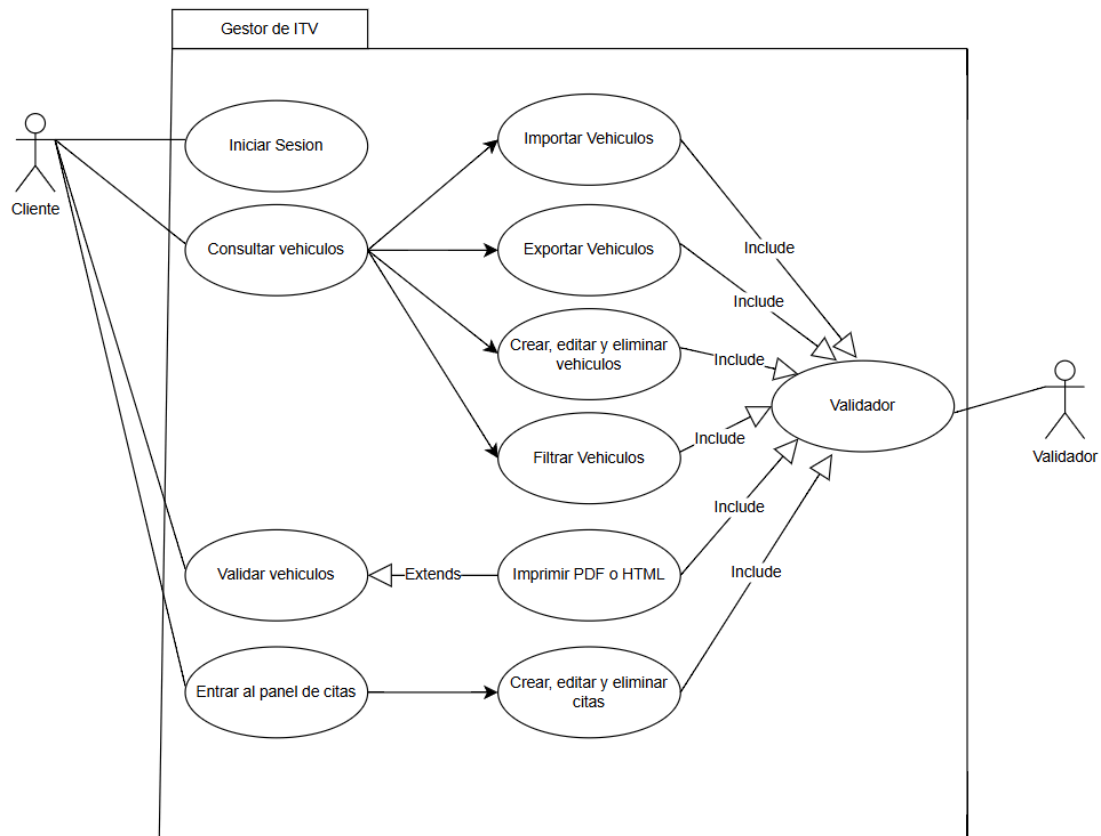 Gestor de ITV
Cliente
Iniciar Sesion
Consultar vehiculos
Importar Vehiculos
Include
Exportar Vehiculos
Include
Crear, editar y eliminar
vehiculos
Include
Filtrar Vehiculos
Include
Validador
Validador
Validar vehiculos
Extends
Imprimir PDF o HTML
Include
Entrar al panel de citas
Crear, editar y eliminar
citas
Include